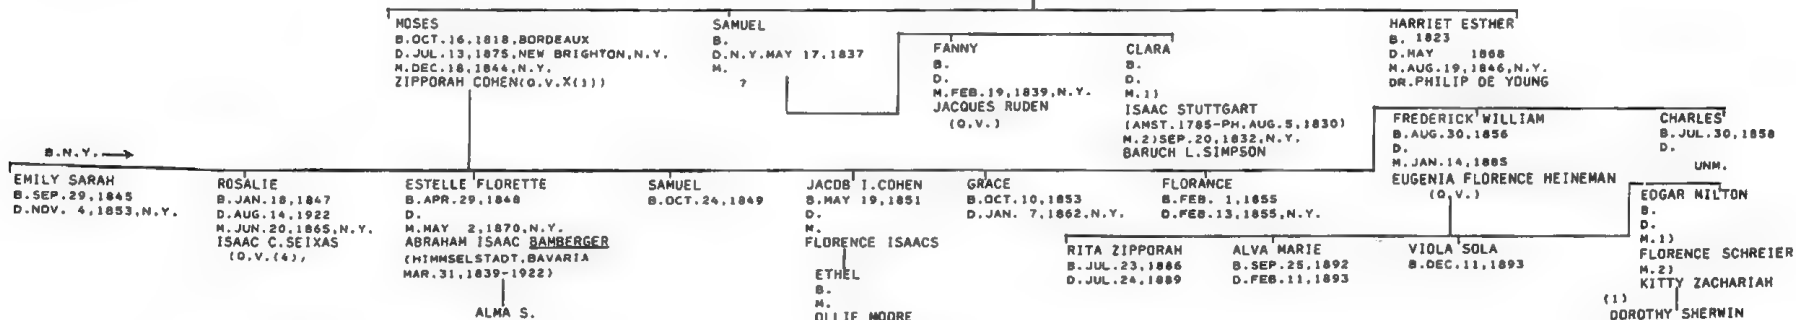 MOSES
B.OCT.16,1818,BORDEAUX
D.JUL.13,1875,NEW BRIGHTON,N.Y.
M.DEC.18,1844,N.Y.
ZIPPORAH COHEN(Q.V.X(1))
SAMUEL
B.
D.N.Y.MAY 17,1837
M.
?
FANNY
B.
D.
M.FEB.19,1839,N.Y.
JACQUES RUDEN
(Q.V.)
CLARA
B.
D.
M.1)
ISAAC STUTTGART
(AMST.1785-PH.AUG.5,1830)
M.2)SEP.20,1832,N.Y.
BARUCH L.SIMPSON
HARRIET ESTHER
B. 1823
D.MAY 1868
M.AUG.19,1846,N.Y.
DR.PHILIP DE YOUNG
FREDERICK WILLIAM
B.AUG.30,1856
D.
M.JAN.14,1885
EUGENIA FLORENCE HEINEMAN
(Q.V.)
CHARLES
B.JUL.30,1858
D.
UNM.
B.N.Y.
EMILY SARAH
B.SEP.29,1845
D.NOV. 4,1853,N.Y.
ROSALIE
B.JAN.18,1847
D.AUG.14,1922
M.JUN.20,1865,N.Y.
ISAAC C.SEIXAS
(Q.V.(4),
ESTELLE FLORETTE
B.APR.29,1848
D.
M.MAY 2,1870,N.Y.
ABRAHAM ISAAC BAMBERGER
(HIMMSELSTADT,BAVARIA
MAR.31,1839-1922)
ALMA S.
SAMUEL
B.OCT.24,1849
JACOB I.COHEN
B.MAY 19,1851
D.
M.
FLORENCE ISAACS
ETHEL
B.
M.
OLLIE MOORE
GRACE
B.OCT.10,1853
D.JAN. 7,1862,N.Y.
FLORANCE
B.FEB. 1,1855
D.FEB.13,1855,N.Y.
RITA ZIPPORAH
B.JUL.23,1886
D.JUL.24,1889
ALVA MARIE
B.SEP.25,1892
D.FEB.11,1893
VIOLA SOLA
B.DEC.11,1893
EDGAR MILTON
B.
D.
M.1)
FLORENCE SCHREIER
M.2)
KITTY ZACHARIAH
(1)
DOROTHY SHERWIN